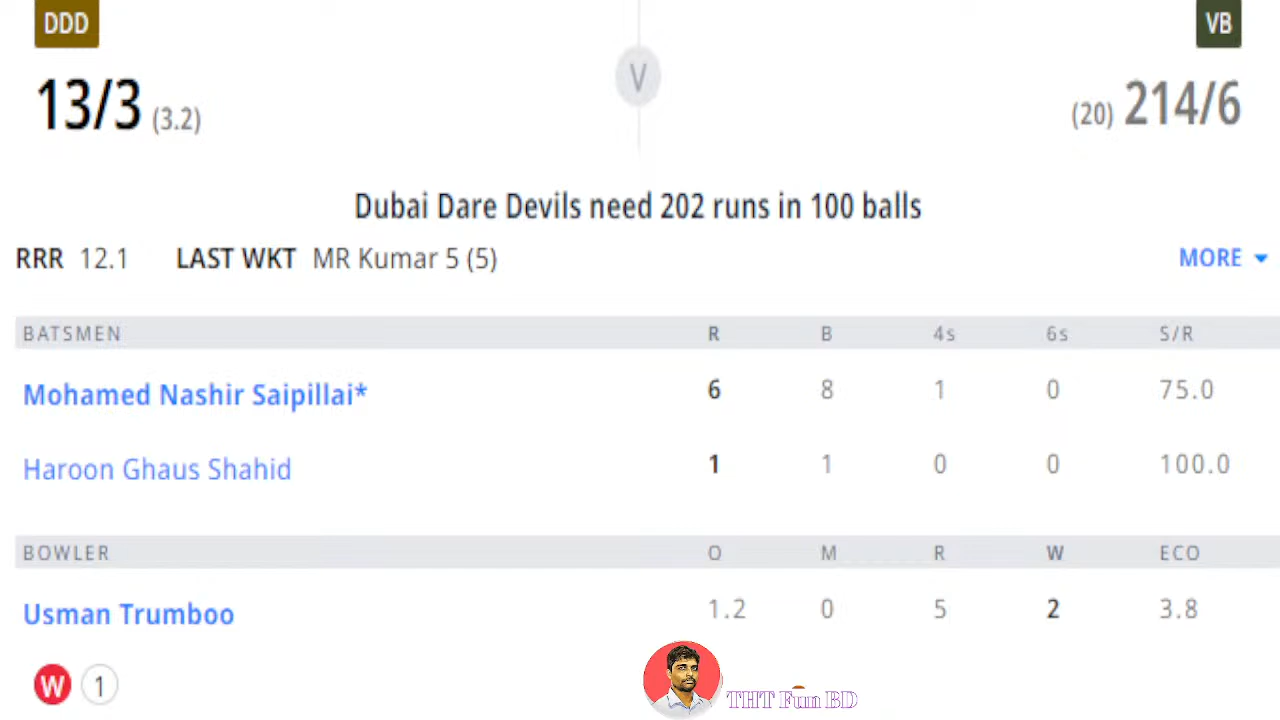 DDD VB
13/3 (3.2) V (20) 214/6
Dubai Dare Devils need 202 runs in 100 balls
RRR 12.1 LAST WKT MR Kumar 5 (5) MORE
BATSMEN R B 4s 6s S/R
Mohamed Nashir Saipillai* 6 8 1 0 75.0
Haroon Ghaus Shahid 1 1 0 0 100.0
BOWLER O M R W ECO
Usman Trumboo 1.2 0 5 2 3.8
W 1
THT Fun BD